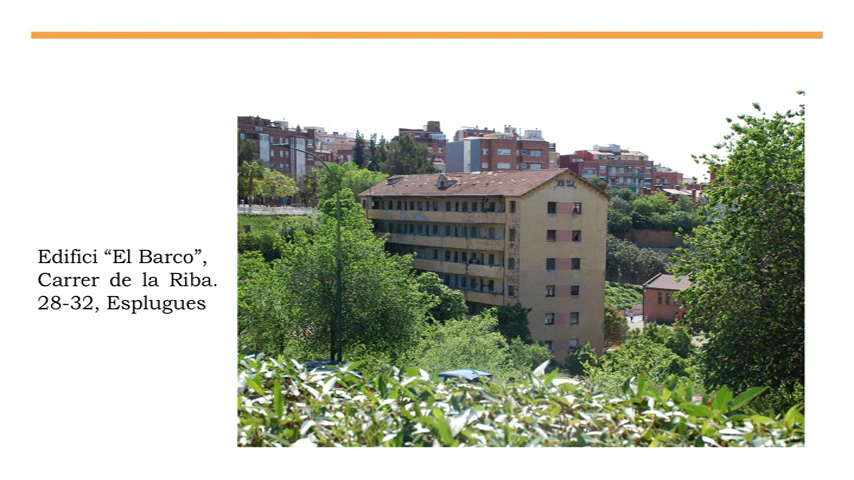 Edifici “El Barco”,
Carrer de la Riba.
28-32, Esplugues